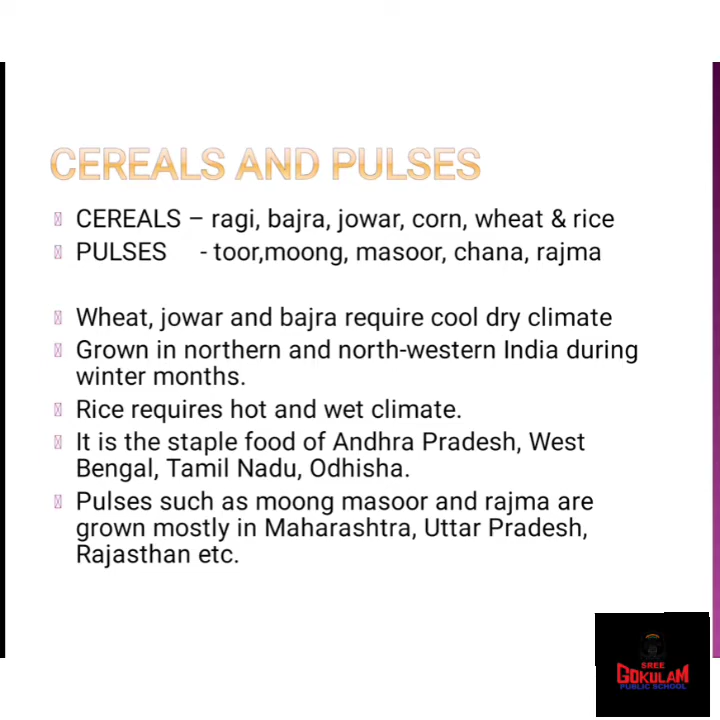 CEREALS AND PULSES
CEREALS – ragi, bajra, jowar, corn, wheat & rice
PULSES - toor,moong, masoor, chana, rajma
Wheat, jowar and bajra require cool dry climate
Grown in northern and north-western India during
winter months.
Rice requires hot and wet climate.
It is the staple food of Andhra Pradesh, West
Bengal, Tamil Nadu, Odhisha.
Pulses such as moong masoor and rajma are
grown mostly in Maharashtra, Uttar Pradesh,
Rajasthan etc.
SREE
GOKULAM
PUBLIC SCHOOL